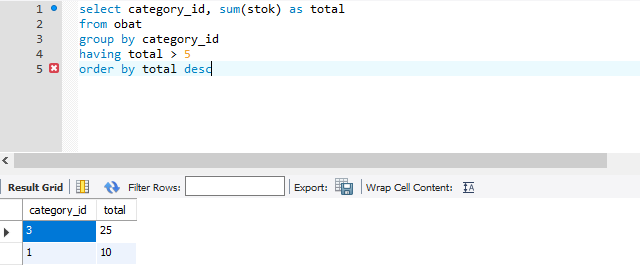 1 select category_id, sum(stok) as total
2 from obat
3 group by category_id
4 having total > 5
5 order by total desc
Result Grid Filter Rows: Export: Wrap Cell Content: IA
category_id total
3 25
1 10